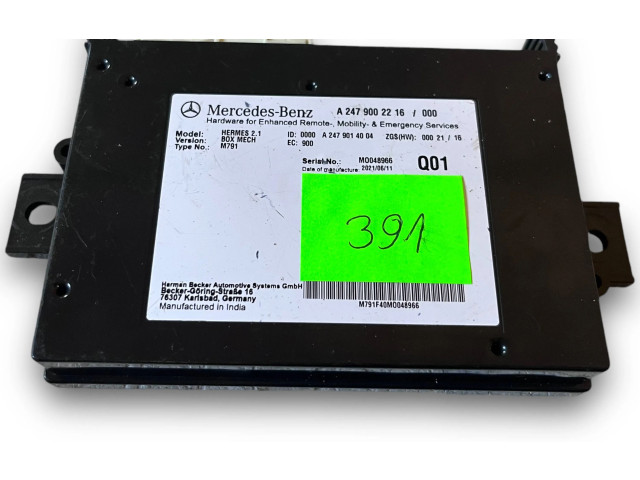 Mercedes-Benz A 247 900 22 16 / 000
Hardware for Enhanced Remote-, Mobility- & Emergency Services
Model: HERMES 2.1 ID: 0000 A 247 901 40 04 ZGS(HW): 000 21 / 16
Version: BOX MECH EC: 900
Type No.: M791
Serial-No.: MO048966 Q01
Date of manufacture: 2021/06/11
391
Harman Becker Automotive Systems GmbH
Becker-Göring-Straße 16
76307 Karlsbad, Germany
Manufactured in India
M791F40MO048966